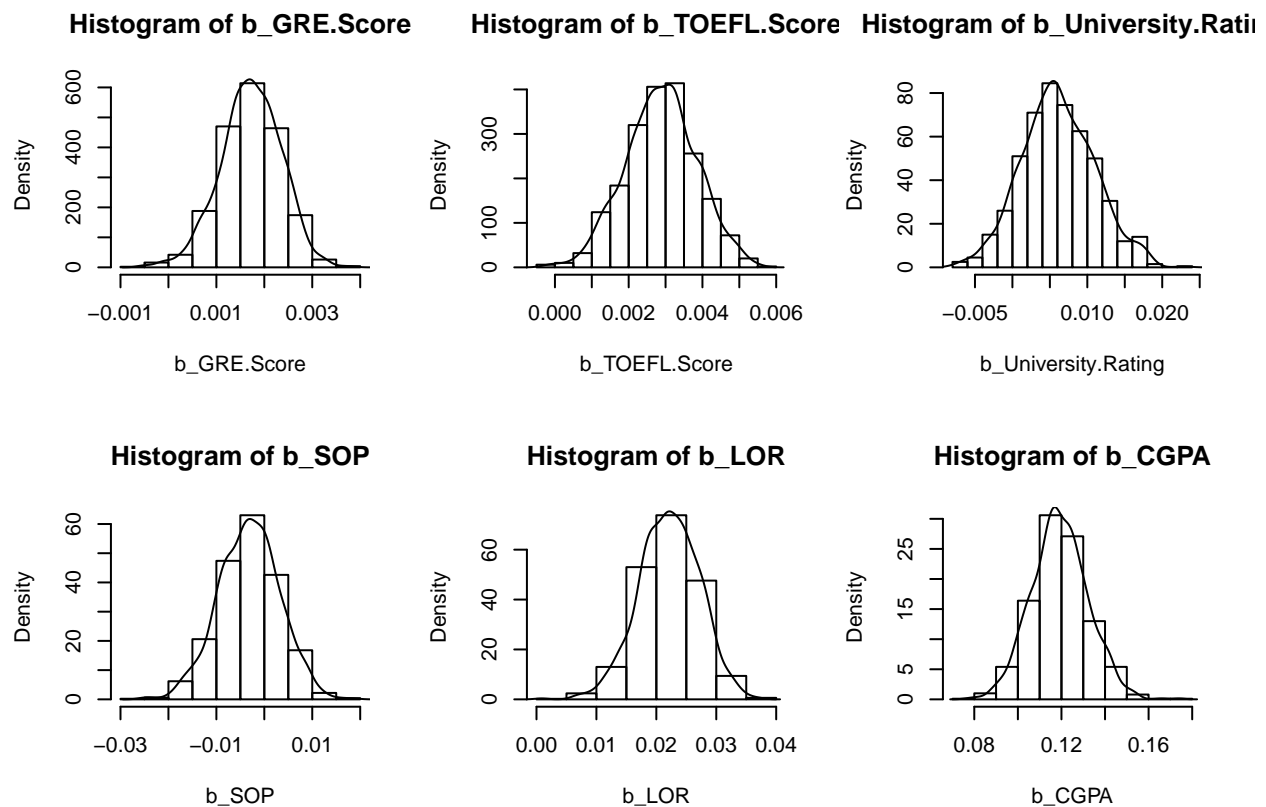 Histogram of b_GRE.Score
Density
0 200 400 600
−0.001 0.001 0.003
b_GRE.Score
Histogram of b_TOEFL.Score
Density
0 100 300
0.000 0.002 0.004 0.006
b_TOEFL.Score
Histogram of b_University.Rati
Density
0 20 40 60 80
−0.005 0.010 0.020
b_University.Rating
Histogram of b_SOP
Density
0 20 40 60
−0.03 −0.01 0.01
b_SOP
Histogram of b_LOR
Density
0 20 40 60
0.00 0.01 0.02 0.03 0.04
b_LOR
Histogram of b_CGPA
Density
0 5 15 25
0.08 0.12 0.16
b_CGPA